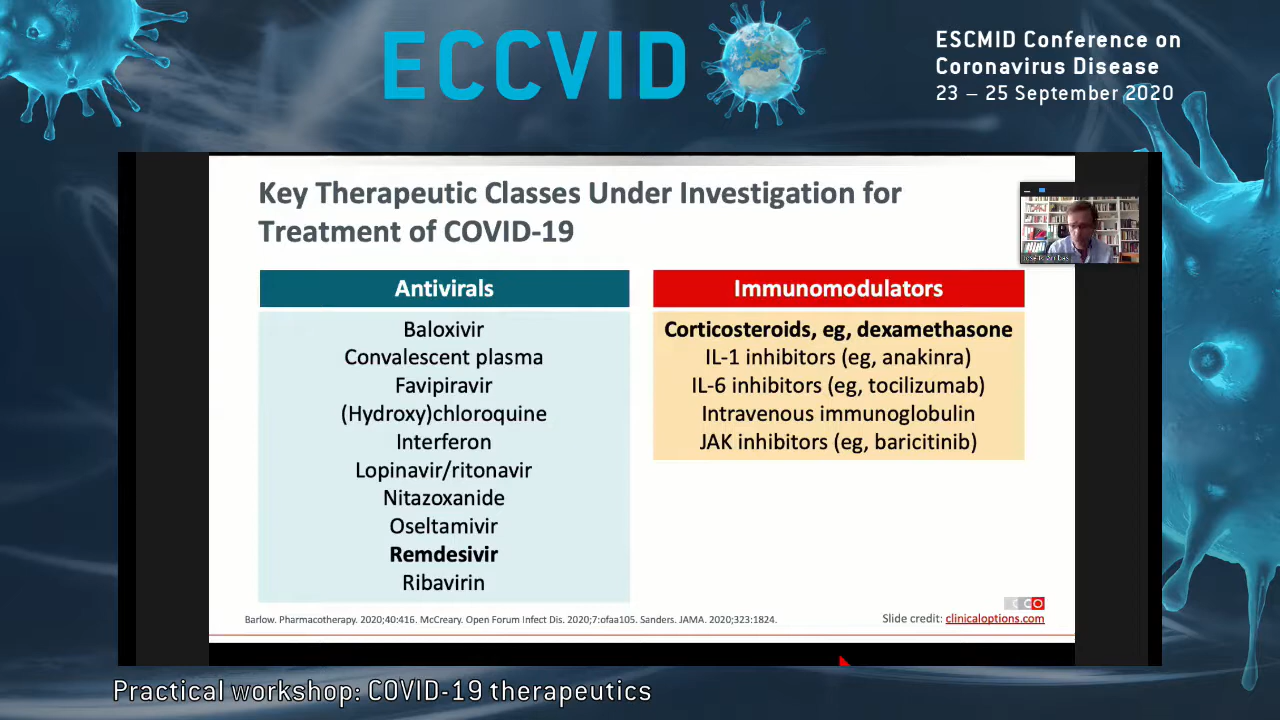 ECCVID
ESCMID Conference on
Coronavirus Disease
23 – 25 September 2020
Key Therapeutic Classes Under Investigation for
Treatment of COVID-19
Antivirals
Baloxivir
Convalescent plasma
Favipiravir
(Hydroxy)chloroquine
Interferon
Lopinavir/ritonavir
Nitazoxanide
Oseltamivir
Remdesivir
Ribavirin
Immunomodulators
Corticosteroids, eg, dexamethasone
IL-1 inhibitors (eg, anakinra)
IL-6 inhibitors (eg, tocilizumab)
Intravenous immunoglobulin
JAK inhibitors (eg, baricitinib)
Barlow. Pharmacotherapy. 2020;40:416. McCreary. Open Forum Infect Dis. 2020;7:ofaa105. Sanders. JAMA. 2020;323:1824.
CCO
Slide credit: clinicaloptions.com
Practical workshop: COVID-19 therapeutics